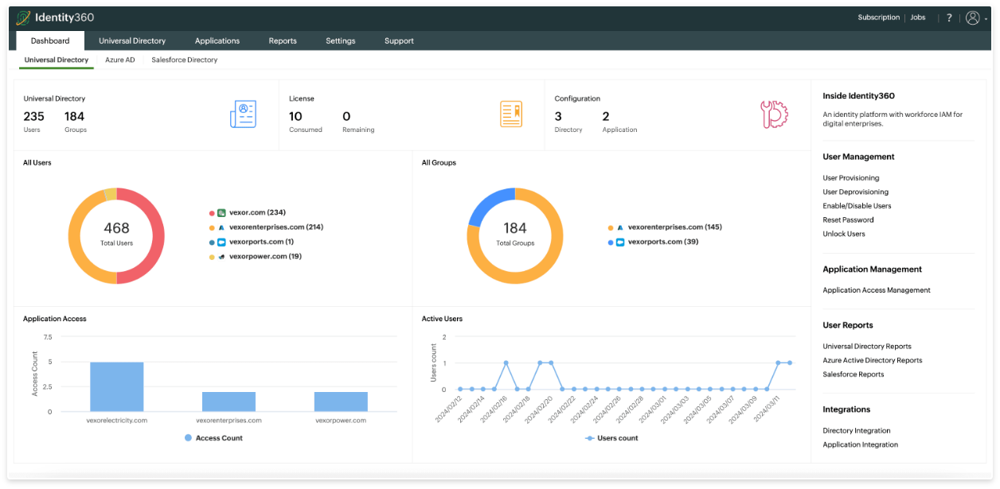 Identity360
Subscription | Jobs | ? |
Dashboard Universal Directory Applications Reports Settings Support
Universal Directory Azure AD Salesforce Directory
Universal Directory
235 184
Users Groups
License
10 0
Consumed Remaining
Configuration
3 2
Directory Application
All Users
468
Total Users
vexor.com (234)
vexorenterprises.com (214)
vexorports.com (1)
vexorpower.com (19)
All Groups
184
Total Groups
vexorenterprises.com (145)
vexorports.com (39)
Application Access
Access Count
7.5
5
2.5
0
vexorelectricity.com vexorenterprises.com vexorpower.com
Access Count
Active Users
Users count
2
1
0
2024/02/12 2024/02/14 2024/02/16 2024/02/18 2024/02/20 2024/02/22 2024/02/24 2024/02/26 2024/02/28 2024/03/01 2024/03/03 2024/03/05 2024/03/07 2024/03/09 2024/03/11
Users count
Inside Identity360
An identity platform with workforce IAM for
digital enterprises.
User Management
User Provisioning
User Deprovisioning
Enable/Disable Users
Reset Password
Unlock Users
Application Management
Application Access Management
User Reports
Universal Directory Reports
Azure Active Directory Reports
Salesforce Reports
Integrations
Directory Integration
Application Integration